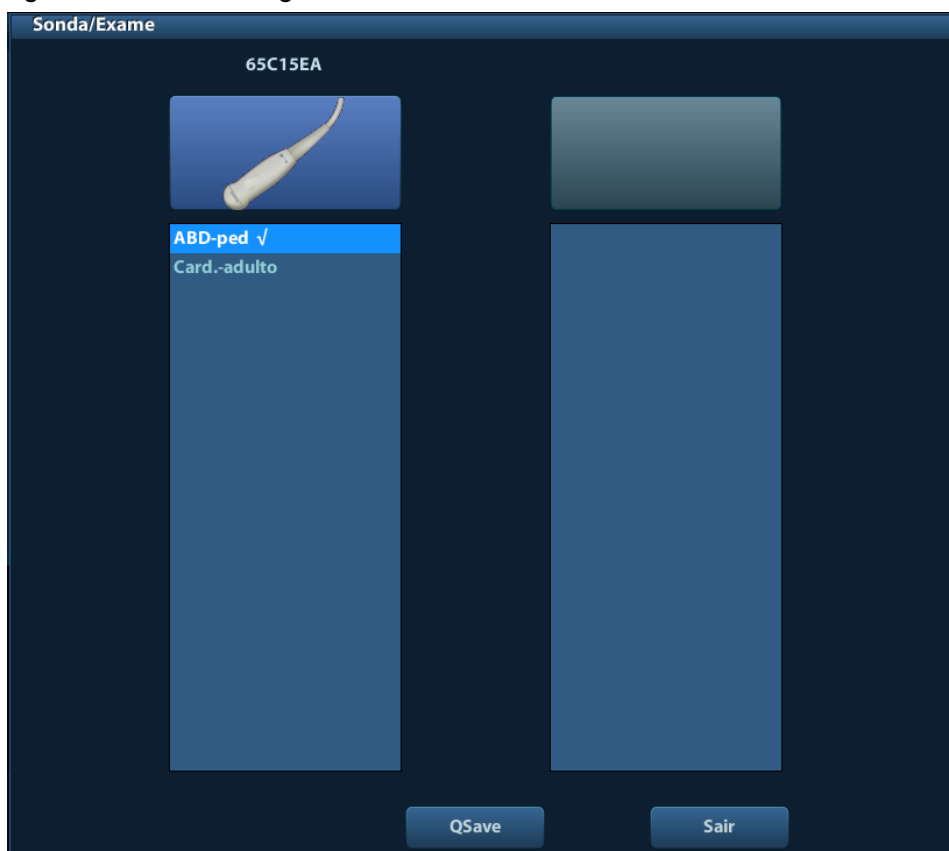 Sonda/Exame
65C15EA
ABD-ped √
Card.-adulto
QSave
Sair